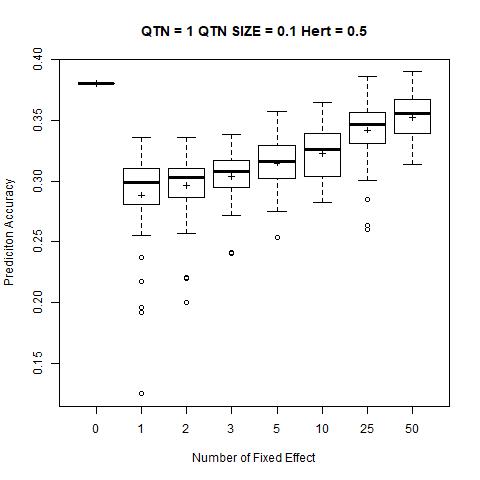 QTN = 1 QTN SIZE = 0.1 Hert = 0.5
0.40
0.35
0.30
0.25
0.20
0.15
Prediciton Accuracy
0 1 2 3 5 10 25 50
Number of Fixed Effect